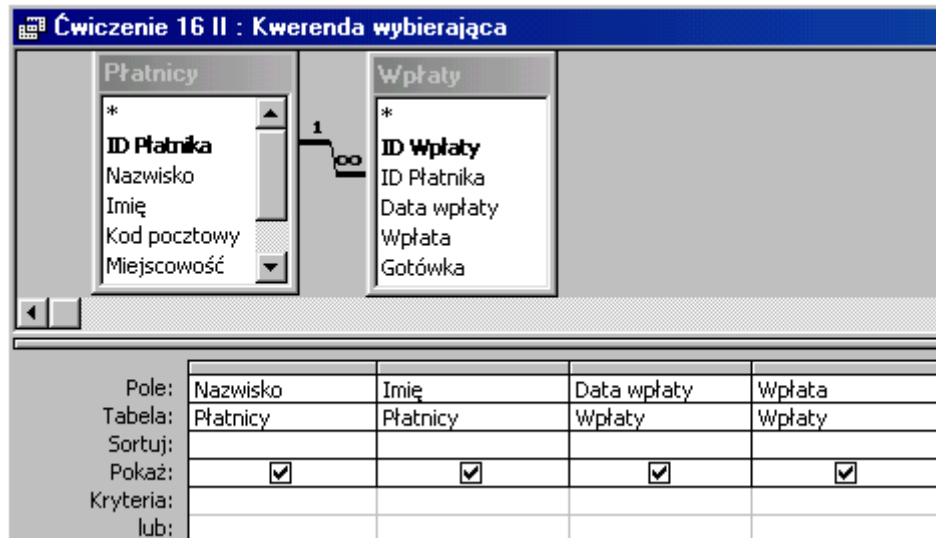 Ćwiczenie 16 II : Kwerenda wybierająca
Płatnicy
*
ID Płatnika
Nazwisko
Imię
Kod pocztowy
Miejscowość
1
∞
Wpłaty
*
ID Wpłaty
ID Płatnika
Data wpłaty
Wpłata
Gotówka
Pole: Nazwisko Imię Data wpłaty Wpłata
Tabela: Płatnicy Płatnicy Wpłaty Wpłaty
Sortuj:
Pokaż:
Kryteria:
lub: